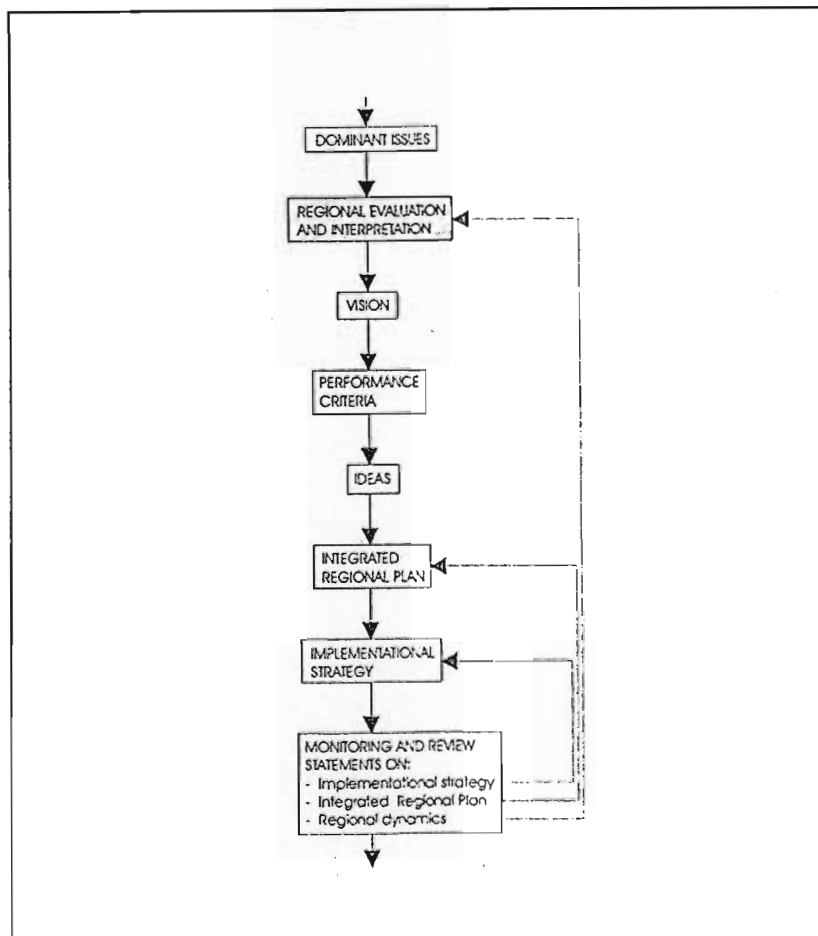 DOMINANT ISSUES
REGIONAL EVALUATION
AND INTERPRETATION
VISION
PERFORMANCE
CRITERIA
IDEAS
INTEGRATED
REGIONAL PLAN
IMPLEMENTATIONAL
STRATEGY
MONITORING AND REVIEW
STATEMENTS ON:
- Implementational strategy
- Integrated Regional Plan
- Regional dynamics